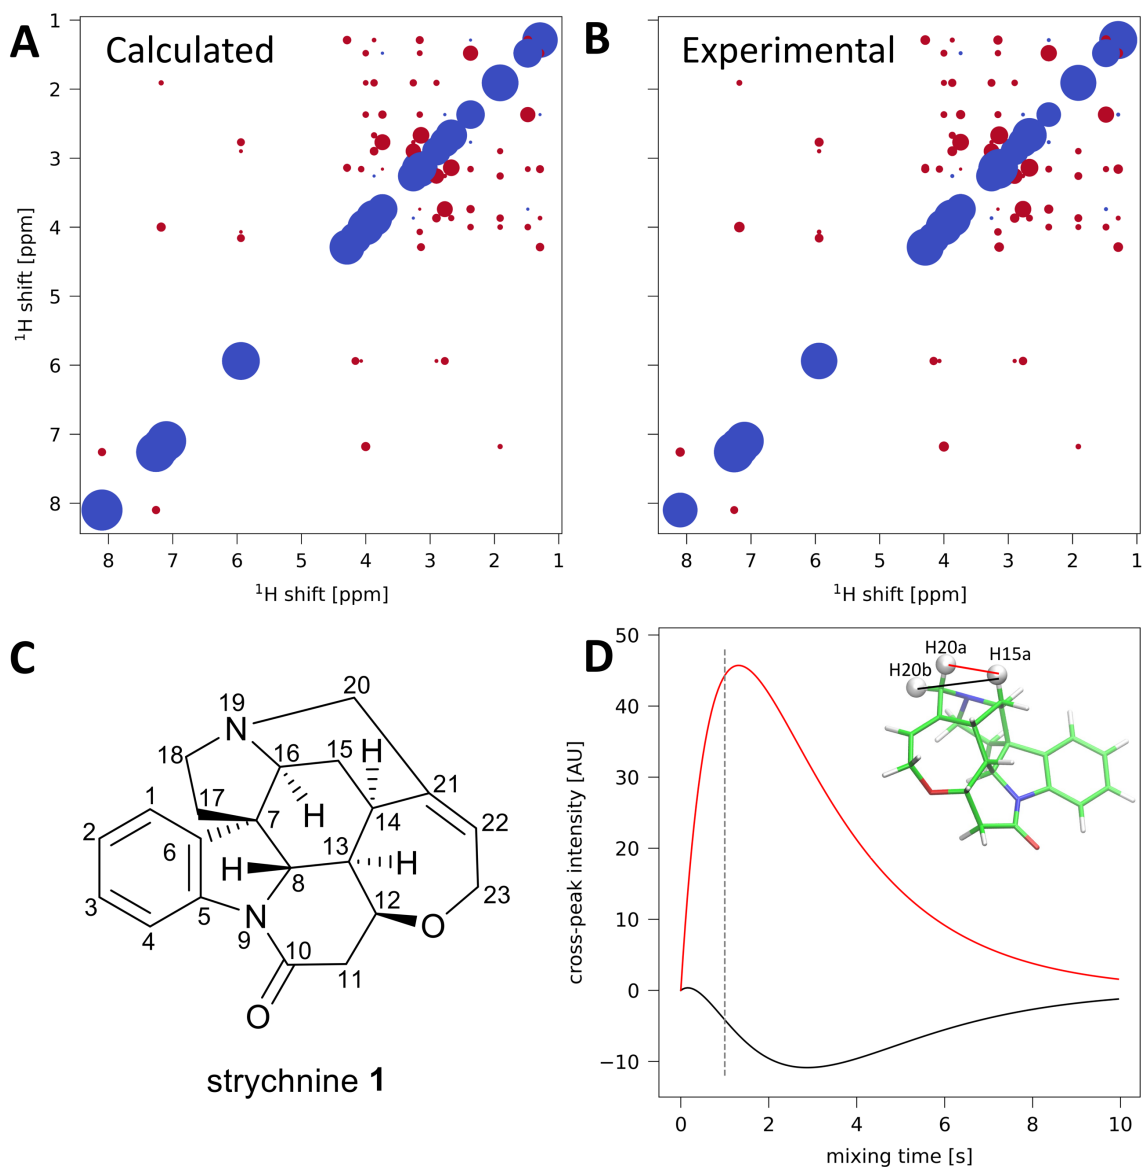 A
Calculated
1
2
3
4
5
6
7
8
¹H shift [ppm]
8 7 6 5 4 3 2 1
¹H shift [ppm]
B
Experimental
8 7 6 5 4 3 2 1
¹H shift [ppm]
C
20
19
N
18
16
15
H
17
H
21
1
7
14
22
2
6
13
H
H
8
3
5
12
23
4
N
9
O
10
11
O
strychnine 1
D
50
40
30
20
10
0
−10
cross-peak intensity [AU]
H20a
H20b
H15a
0 2 4 6 8 10
mixing time [s]